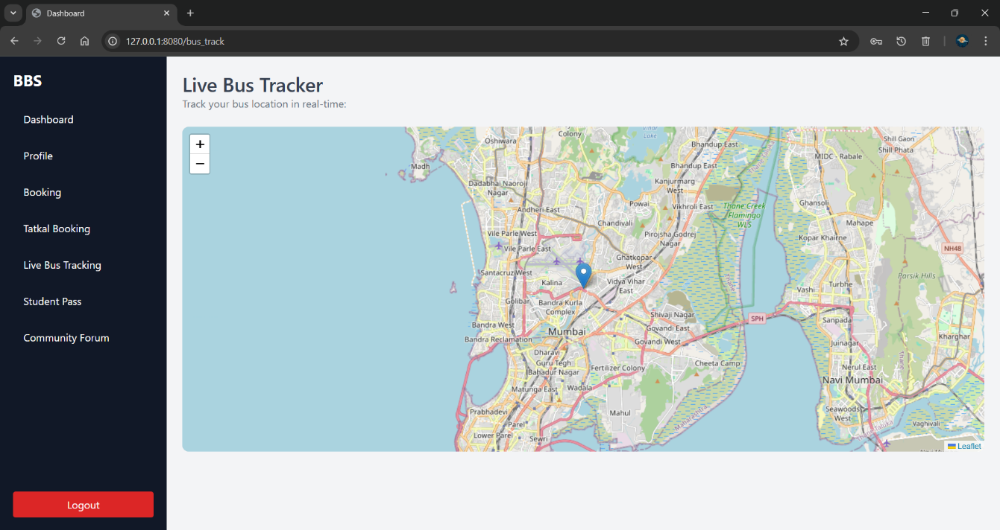 Dashboard
127.0.0.1:8080/bus_track
BBS
Dashboard
Profile
Booking
Tatkal Booking
Live Bus Tracking
Student Pass
Community Forum
Logout
Live Bus Tracker
Track your bus location in real-time:
+
−
Oshiwara
Colony
Vihar
Lake
Bhandup East
Shill Gaon
Shill Phata
MIDC - Rabale
Madh
Bhandup East
Dadabhai Naoroji
Nagar
Kanjurmarg
West
Powai
Vikhroli East
Thane Creek
Flamingo
WLS
Ghansoli
Andheri East
Chandivali
Mahape
Vile Parle West
Pirojsha Godrej
Nagar
Kopar Khairne
Vile Parle East
NH48
Ghatkopar
West
Santacruz West
Kalina
Vidya Vihar
East
Parsik Hills
Vashi
Turbhe
Golibar
Bandra Kurla
Complex
Shivaji Nagar
SPH
Sanpada
Bandra West
Mumbai
Govandi East
Bandra Reclamation
Govandi West
Kharghar
Juinagar
Dharavi
Guru Tegh
Bahadur Nagar
Fertilizer Colony
Cheeta Camp
Thane
Nerul East
Navi Mumbai
Matunga East
Wadala
Prabhadevi
Mahul
Maharashtra
Seawoods
West
Parel
Vaghivali
Lower Parel
Sewri
Leaflet